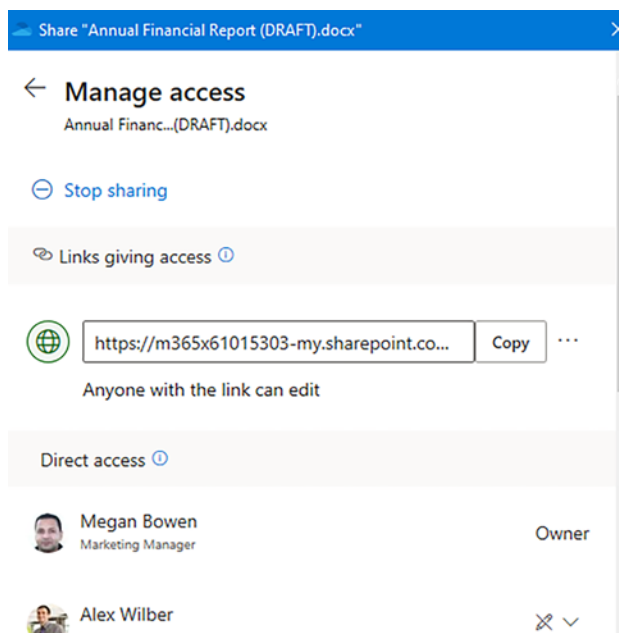 Share "Annual Financial Report (DRAFT).docx"
Manage access
Annual Financ...(DRAFT).docx
Stop sharing
Links giving access
https://m365x61015303-my.sharepoint.co...
Copy
...
Anyone with the link can edit
Direct access
Megan Bowen
Marketing Manager
Owner
Alex Wilber